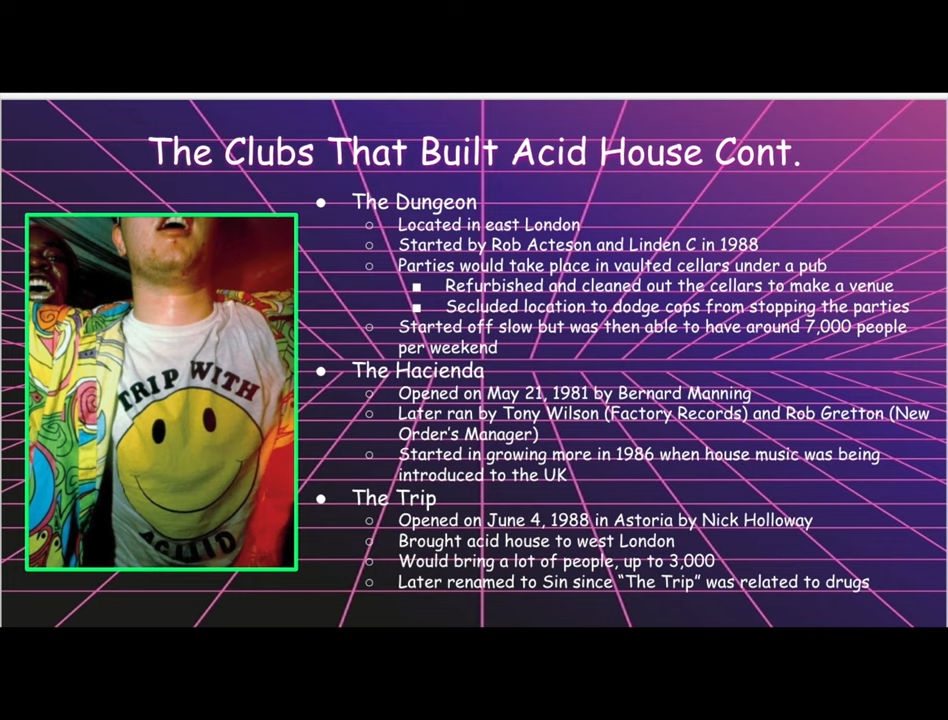 The Clubs That Built Acid House Cont.
● The Dungeon
○ Located in east London
○ Started by Rob Acteson and Linden C in 1988
○ Parties would take place in vaulted cellars under a pub
■ Refurbished and cleaned out the cellars to make a venue
■ Secluded location to dodge cops from stopping the parties
○ Started off slow but was then able to have around 7,000 people
per weekend
● The Hacienda
○ Opened on May 21, 1981 by Bernard Manning
○ Later ran by Tony Wilson (Factory Records) and Rob Gretton (New
Order’s Manager)
○ Started in growing more in 1986 when house music was being
introduced to the UK
● The Trip
○ Opened on June 4, 1988 in Astoria by Nick Holloway
○ Brought acid house to west London
○ Would bring a lot of people, up to 3,000
○ Later renamed to Sin since “The Trip” was related to drugs
TRIP WITH
ACIIID